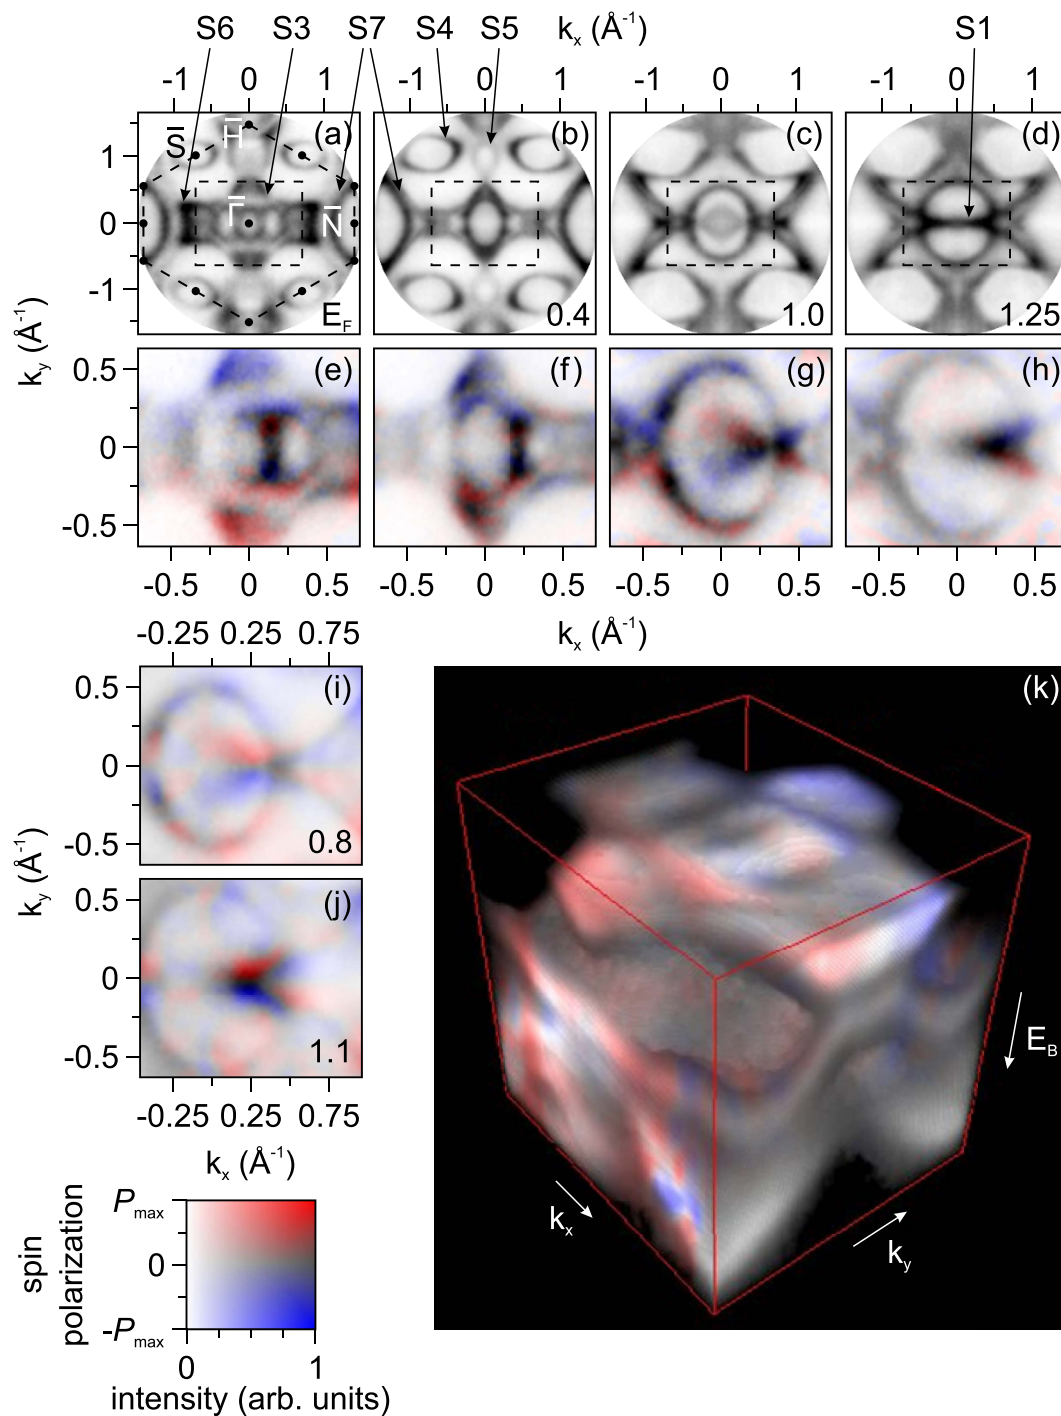 S6 S3 S7 S4 S5 kx (Å-1) S1
-1 0 1 -1 0 1 -1 0 1 -1 0 1
ky (Å-1)
1
0
-1
S̅ H̅ (a)
Γ̅ N̅
EF
(b)
0.4
(c)
1.0
(d)
1.25
0.5
0
-0.5
(e) (f) (g) (h)
-0.5 0 0.5 -0.5 0 0.5 -0.5 0 0.5 -0.5 0 0.5
kx (Å-1)
-0.25 0.25 0.75
ky (Å-1)
0.5
0
-0.5
(i)
0.8
0.5
0
-0.5
(j)
1.1
-0.25 0.25 0.75
kx (Å-1)
(k)
EB
kx
ky
spin
polarization
Pmax
0
-Pmax
0 1
intensity (arb. units)